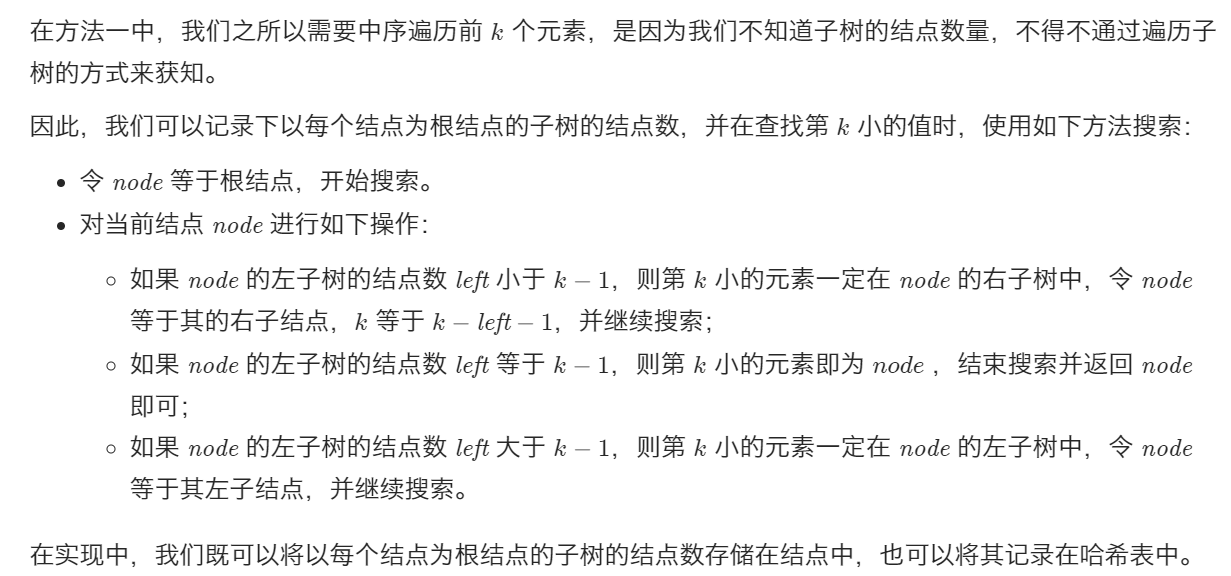 在方法一中，我们之所以需要中序遍历前 k 个元素，是因为我们不知道子树的结点数量，不得不通过遍历子
树的方式来获知。
因此，我们可以记录下以每个结点为根结点的子树的结点数，并在查找第 k 小的值时，使用如下方法搜索：
• 令 node 等于根结点，开始搜索。
• 对当前结点 node 进行如下操作：
◦ 如果 node 的左子树的结点数 left 小于 k − 1，则第 k 小的元素一定在 node 的右子树中，令 node
等于其的右子结点，k 等于 k − left − 1，并继续搜索；
◦ 如果 node 的左子树的结点数 left 等于 k − 1，则第 k 小的元素即为 node ，结束搜索并返回 node
即可；
◦ 如果 node 的左子树的结点数 left 大于 k − 1，则第 k 小的元素一定在 node 的左子树中，令 node
等于其左子结点，并继续搜索。
在实现中，我们既可以将以每个结点为根结点的子树的结点数存储在结点中，也可以将其记录在哈希表中。